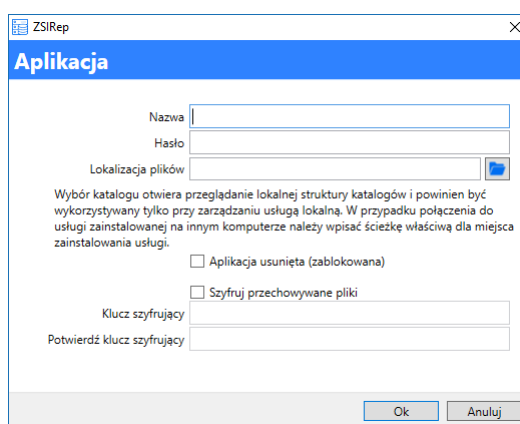 ZSIRep
Aplikacja
Nazwa
Hasło
Lokalizacja plików
Wybór katalogu otwiera przeglądanie lokalnej struktury katalogów i powinien być
wykorzystywany tylko przy zarządzaniu usługą lokalną. W przypadku połączenia do
usługi zainstalowanej na innym komputerze należy wpisać ścieżkę właściwą dla miejsca
zainstalowania usługi.
Aplikacja usunięta (zablokowana)
Szyfruj przechowywane pliki
Klucz szyfrujący
Potwierdź klucz szyfrujący
Ok Anuluj